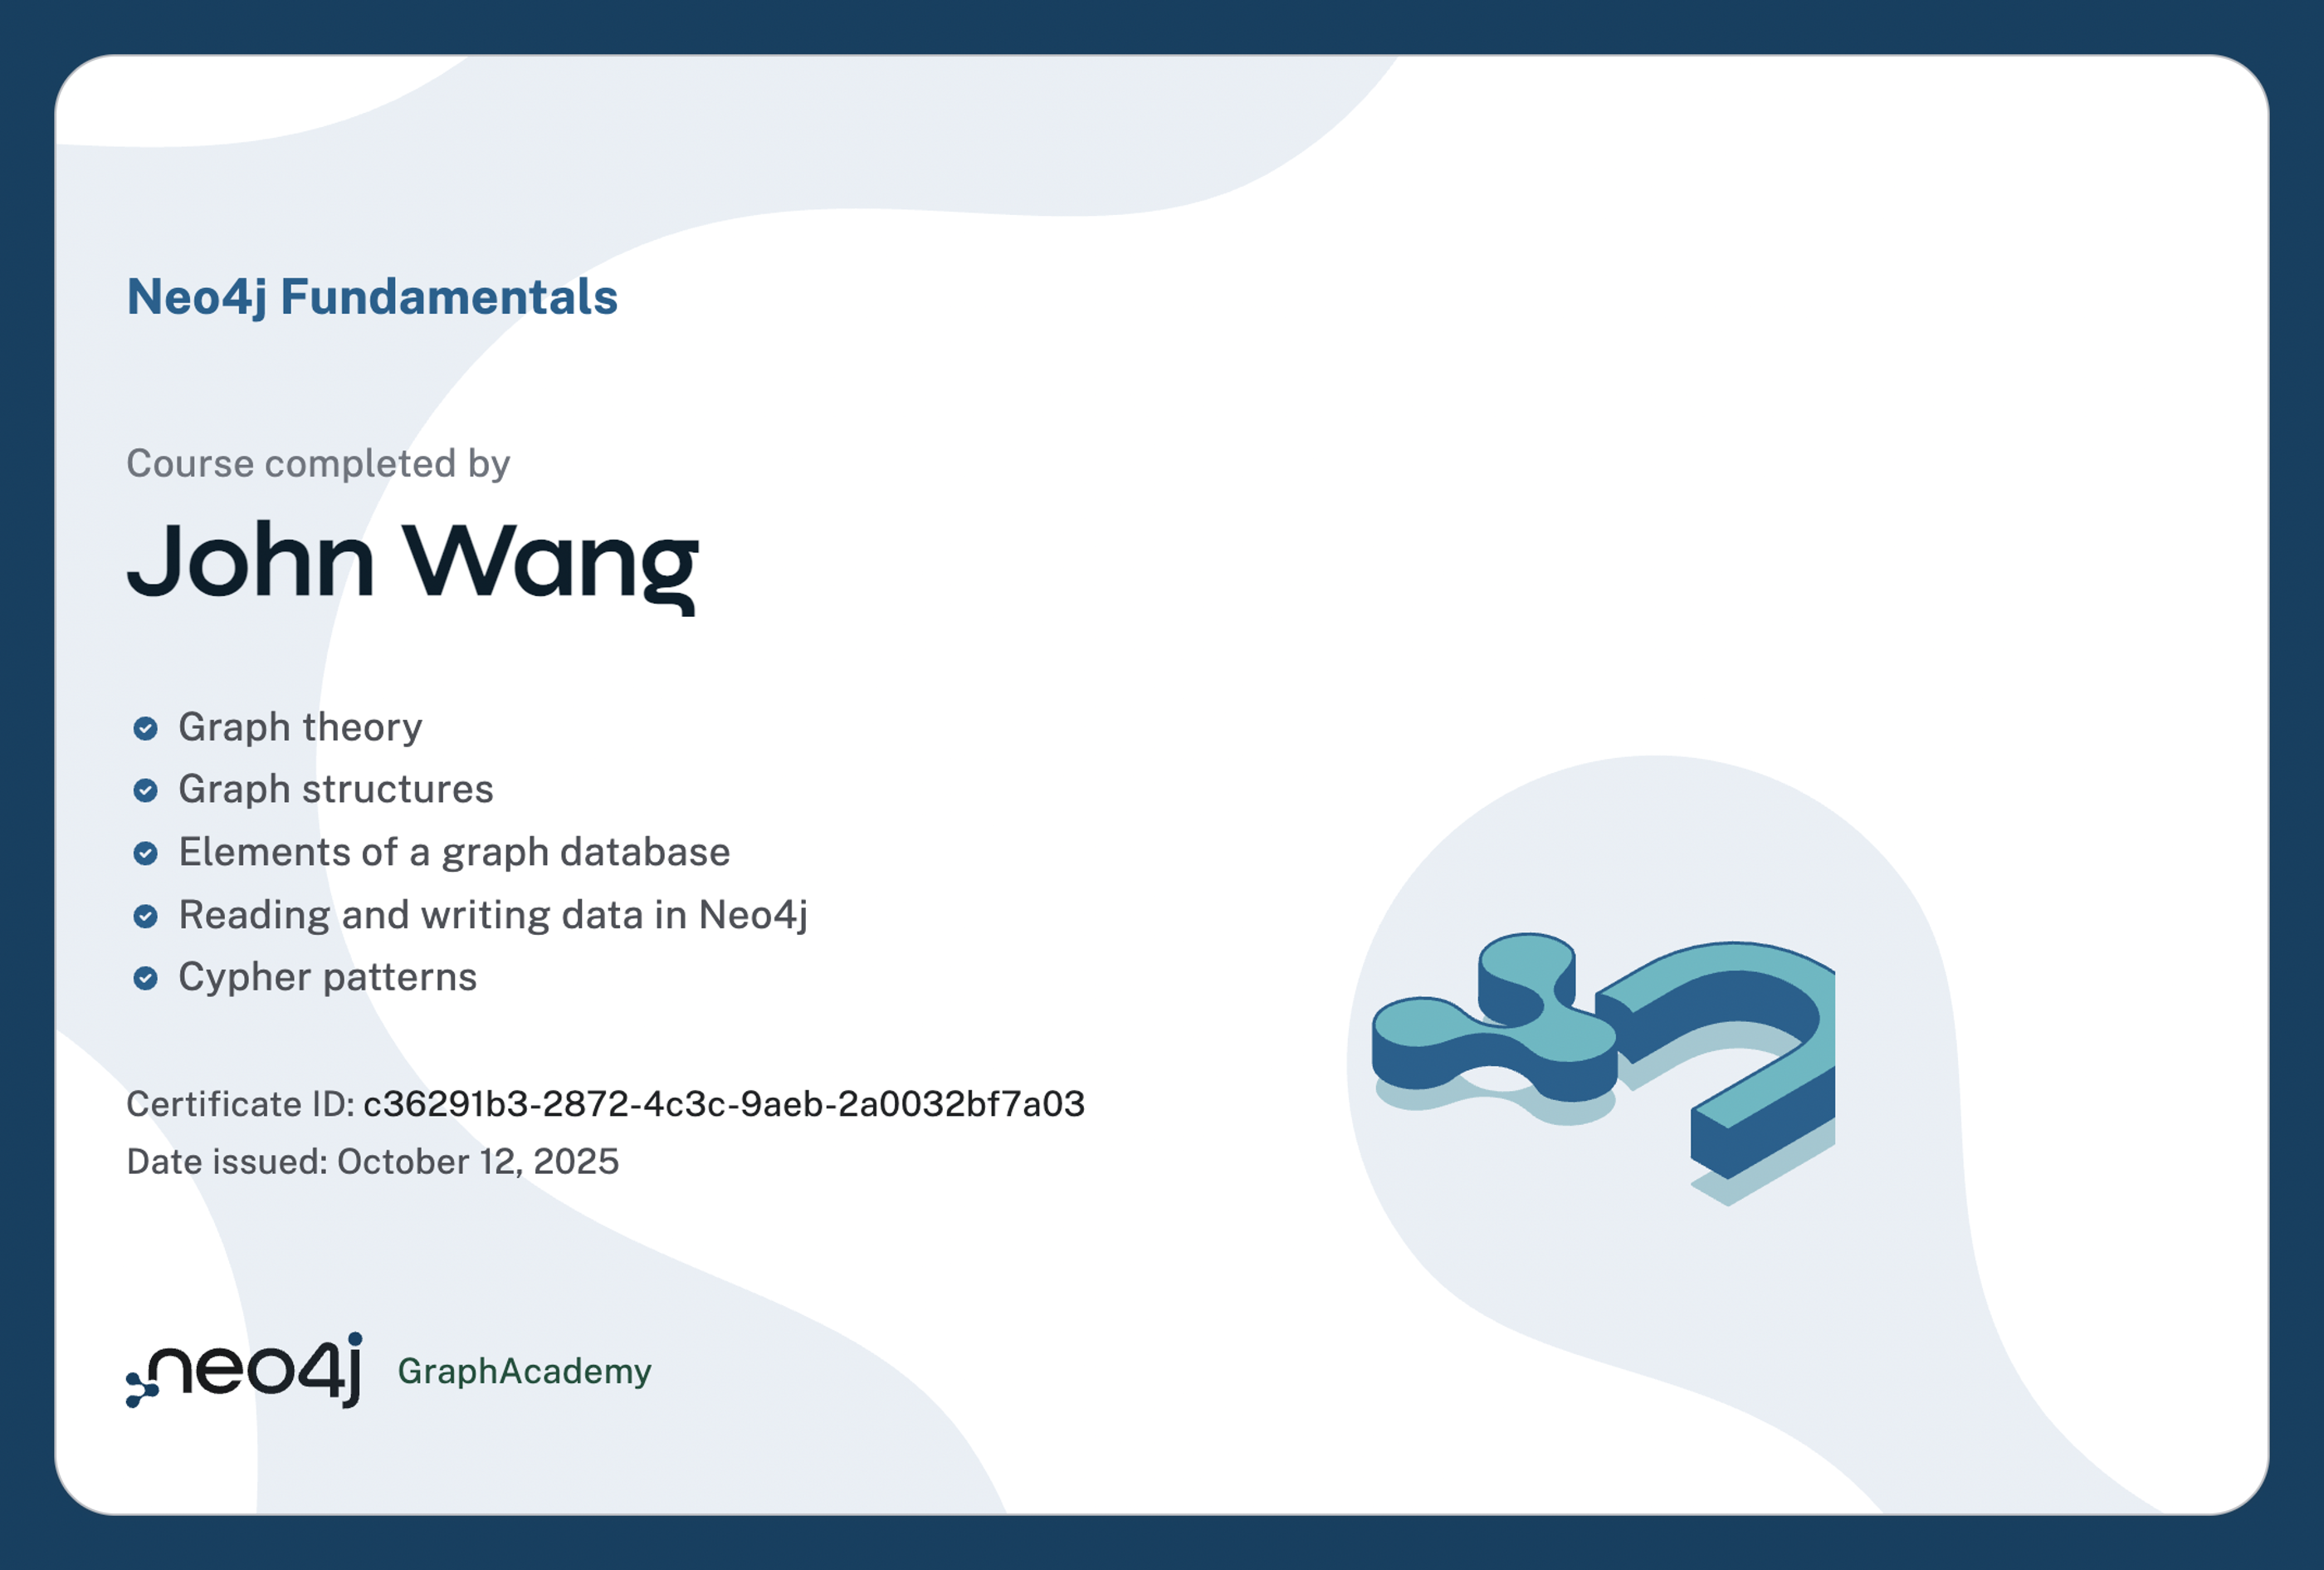 Neo4j Fundamentals
Course completed by
John Wang
Graph theory
Graph structures
Elements of a graph database
Reading and writing data in Neo4j
Cypher patterns
Certificate ID: c36291b3-2872-4c3c-9aeb-2a0032bf7a03
Date issued: October 12, 2025
neo4j GraphAcademy